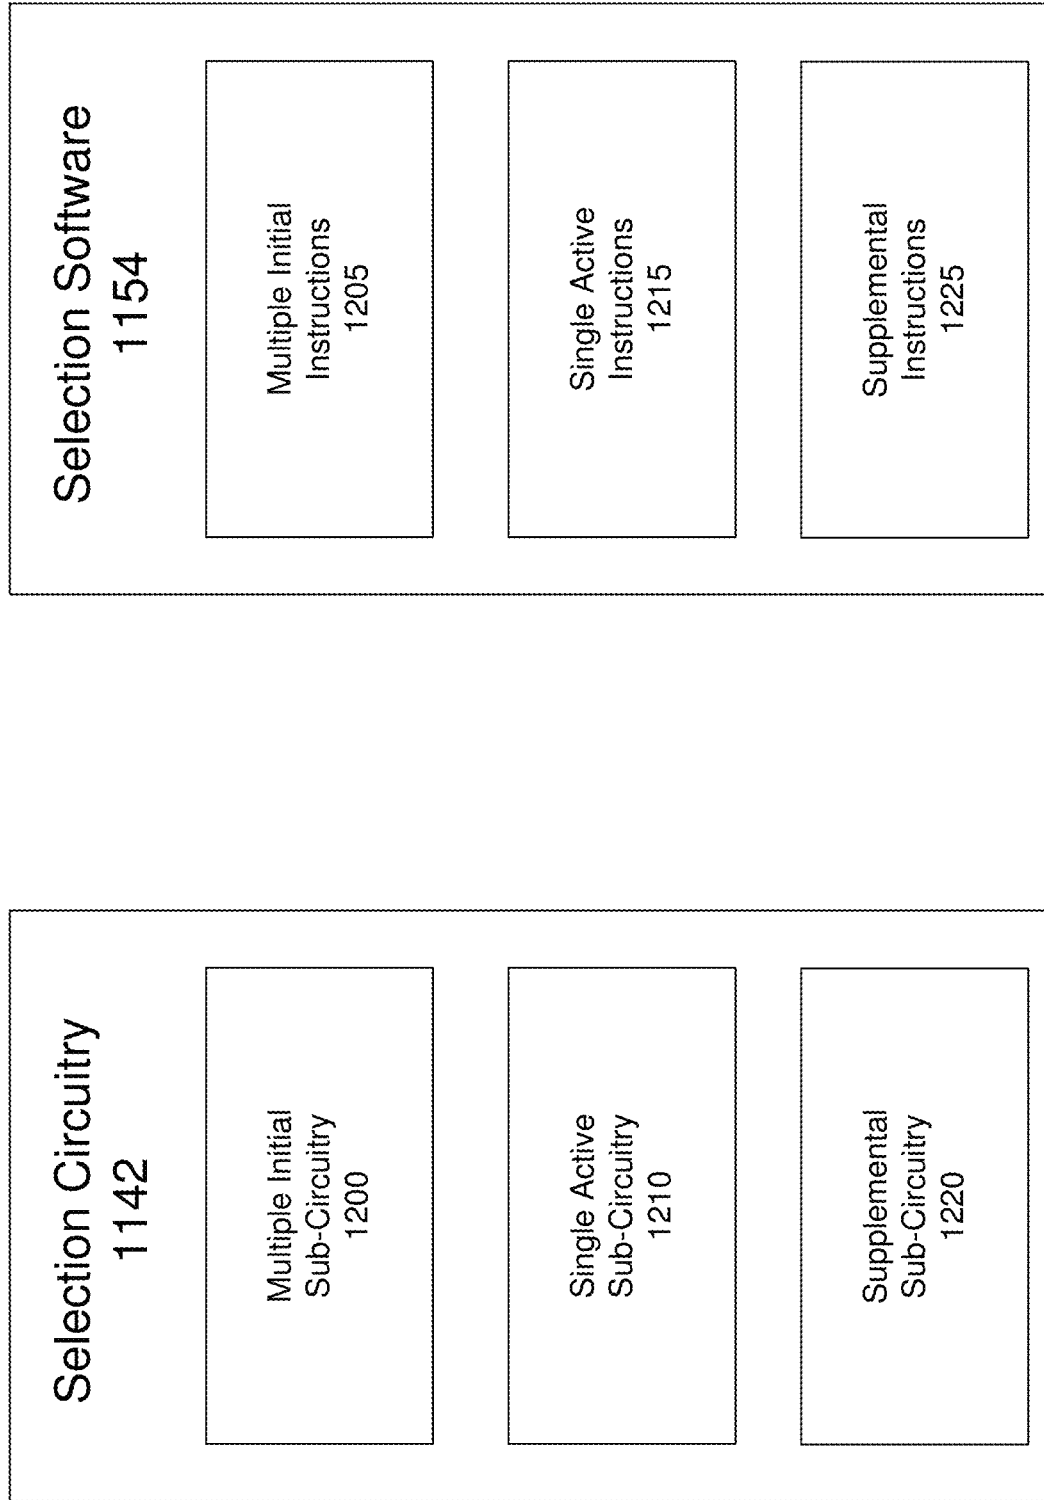 Selection Circuitry
1142
Multiple Initial
Sub-Circuitry
1200
Single Active
Sub-Circuitry
1210
Supplemental
Sub-Circuitry
1220
Selection Software
1154
Multiple Initial
Instructions
1205
Single Active
Instructions
1215
Supplemental
Instructions
1225